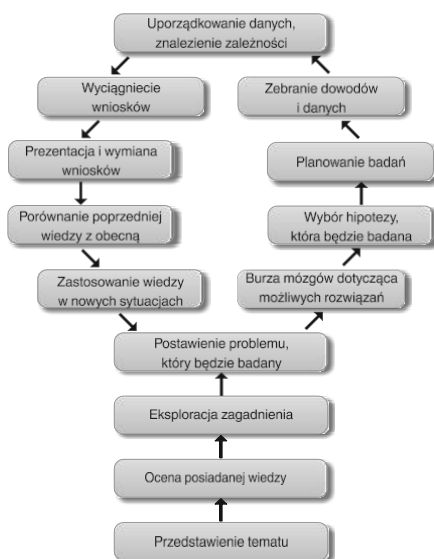 Uporządkowanie danych,
znalezienie zależności
Wyciągniecie
wniosków
Zebranie dowodów
i danych
Prezentacja i wymiana
wniosków
Planowanie badań
Porównanie poprzedniej
wiedzy z obecną
Wybór hipotezy,
która będzie badana
Zastosowanie wiedzy
w nowych sytuacjach
Burza mózgów dotycząca
możliwych rozwiązań
Postawienie problemu,
który będzie badany
Eksploracja zagadnienia
Ocena posiadanej wiedzy
Przedstawienie tematu